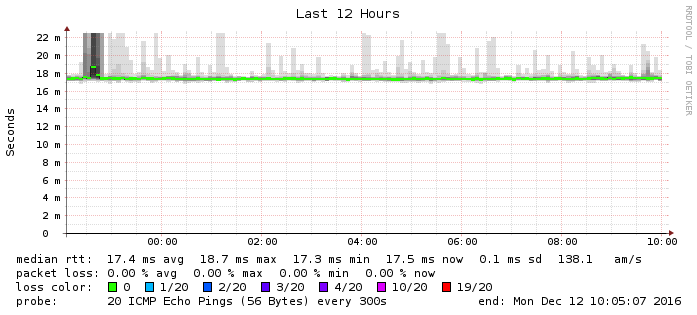 Last 12 Hours
RRDTOOL / TOBI OETIKER
Seconds
22 m
20 m
18 m
16 m
14 m
12 m
10 m
8 m
6 m
4 m
2 m
0
00:00 02:00 04:00 06:00 08:00 10:00
median rtt: 17.4 ms avg 18.7 ms max 17.3 ms min 17.5 ms now 0.1 ms sd 138.1 am/s
packet loss: 0.00 % avg 0.00 % max 0.00 % min 0.00 % now
loss color: 0 1/20 2/20 3/20 4/20 10/20 19/20
probe: 20 ICMP Echo Pings (56 Bytes) every 300s end: Mon Dec 12 10:05:07 2016